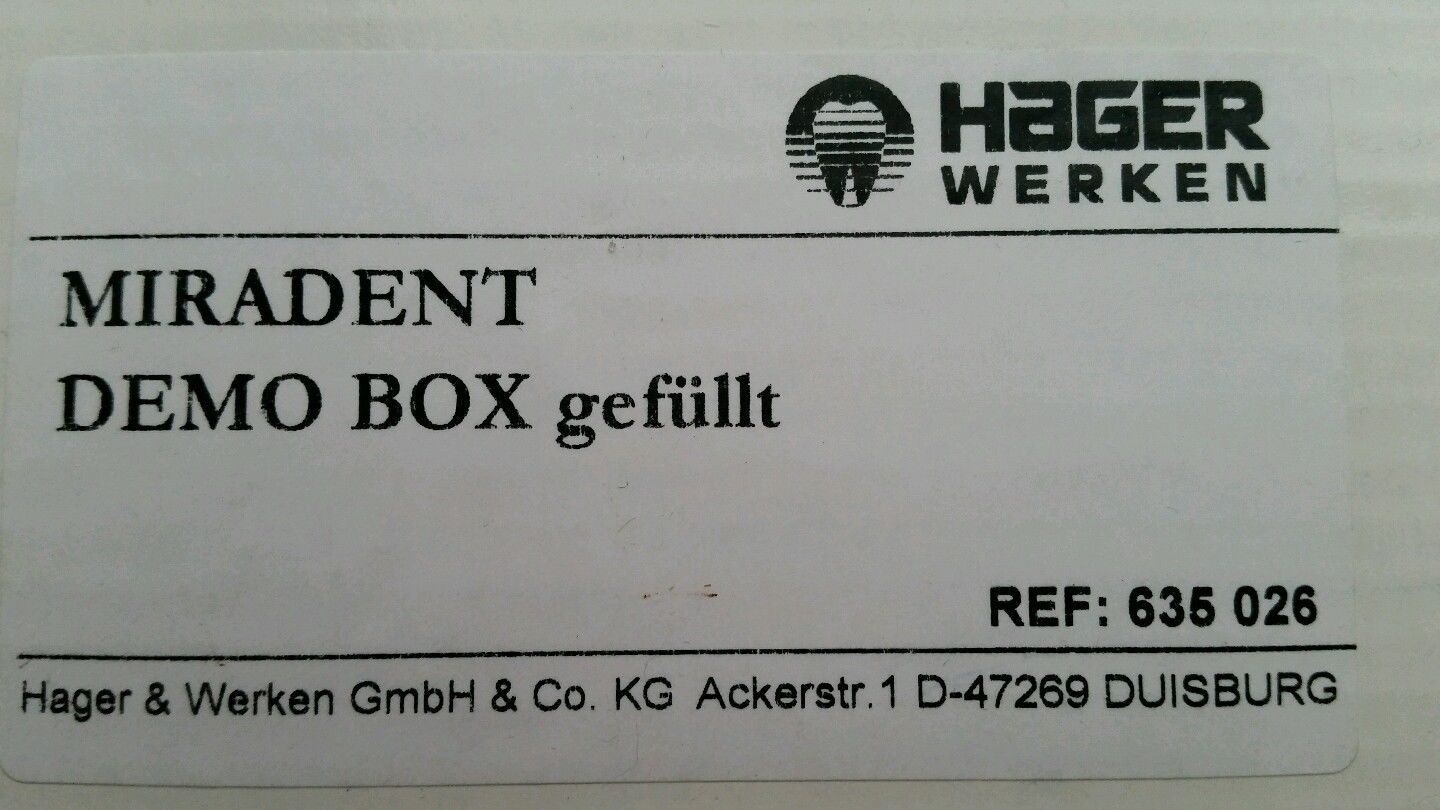 HaGER
WERKEN
MIRADENT
DEMO BOX gefüllt
REF: 635 026
Hager & Werken GmbH & Co. KG Ackerstr.1 D-47269 DUISBURG